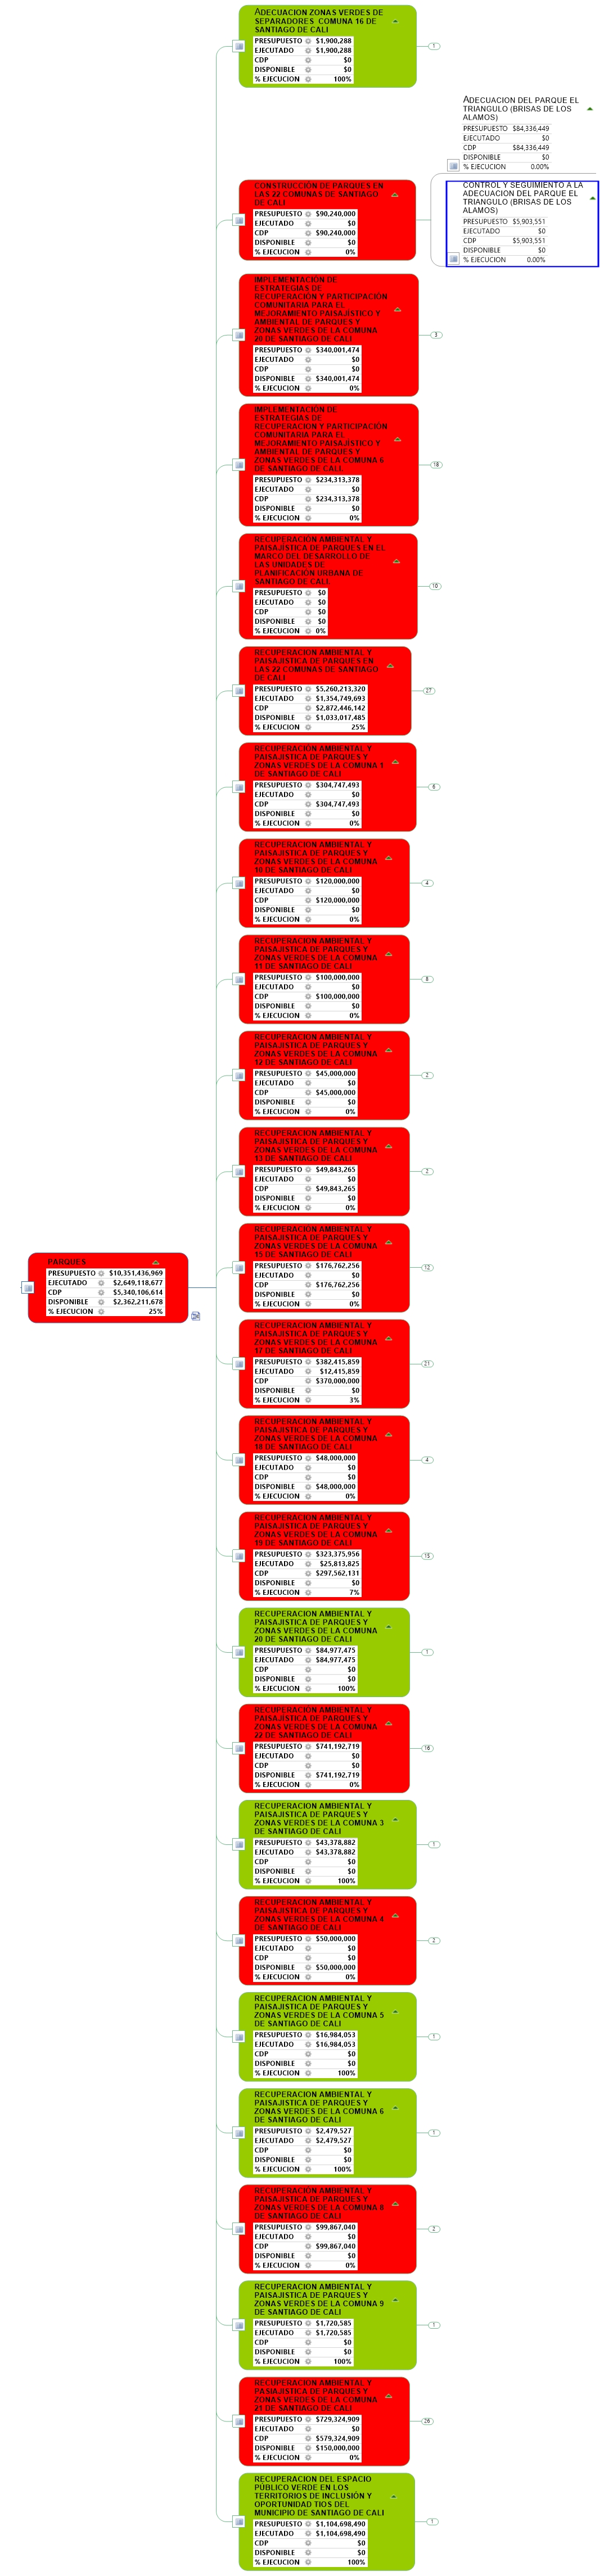 ADECUACION ZONAS VERDES DE
SEPARADORES COMUNA 16 DE
SANTIAGO DE CALI
PRESUPUESTO $1,900,288
EJECUTADO $1,900,288
CDP $0
DISPONIBLE $0
% EJECUCION 100%
1
CONSTRUCCIÓN DE PARQUES EN
LAS 22 COMUNAS DE SANTIAGO
DE CALI
PRESUPUESTO $90,240,000
EJECUTADO $0
CDP $90,240,000
DISPONIBLE $0
% EJECUCION 0%
ADECUACION DEL PARQUE EL
TRIANGULO (BRISAS DE LOS
ALAMOS)
PRESUPUESTO $84,336,449
EJECUTADO $0
CDP $84,336,449
DISPONIBLE $0
% EJECUCION 0.00%
CONTROL Y SEGUIMIENTO A LA
ADECUACION DEL PARQUE EL
TRIANGULO (BRISAS DE LOS
ALAMOS)
PRESUPUESTO $5,903,551
EJECUTADO $0
CDP $5,903,551
DISPONIBLE $0
% EJECUCION 0.00%
IMPLEMENTACIÓN DE
ESTRATEGIAS DE
RECUPERACION Y PARTICIPACIÓN
COMUNITARIA PARA EL
MEJORAMIENTO PAISAJÍSTICO Y
AMBIENTAL DE PARQUES Y
ZONAS VERDES DE LA COMUNA
20 DE SANTIAGO DE CALI
PRESUPUESTO $340,001,474
EJECUTADO $0
CDP $0
DISPONIBLE $340,001,474
% EJECUCION 0%
3
IMPLEMENTACIÓN DE
ESTRATEGIAS DE
RECUPERACION Y PARTICIPACIÓN
COMUNITARIA PARA EL
MEJORAMIENTO PAISAJÍSTICO Y
AMBIENTAL DE PARQUES Y
ZONAS VERDES DE LA COMUNA 6
DE SANTIAGO DE CALI.
PRESUPUESTO $234,313,378
EJECUTADO $0
CDP $234,313,378
DISPONIBLE $0
% EJECUCION 0%
18
RECUPERACIÓN AMBIENTAL Y
PAISAJÍSTICA DE PARQUES EN EL
MARCO DEL DESARROLLO DE
LAS UNIDADES DE
PLANIFICACIÓN URBANA DE
SANTIAGO DE CALI.
PRESUPUESTO $0
EJECUTADO $0
CDP $0
DISPONIBLE $0
% EJECUCION 0%
10
RECUPERACION AMBIENTAL Y
PAISAJISTICA DE PARQUES EN
LAS 22 COMUNAS DE SANTIAGO
DE CALI
PRESUPUESTO $5,260,213,320
EJECUTADO $1,354,749,693
CDP $2,872,446,142
DISPONIBLE $1,033,017,485
% EJECUCION 25%
27
RECUPERACIÓN AMBIENTAL Y
PAISAJISTICA DE PARQUES Y
ZONAS VERDES DE LA COMUNA 1
DE SANTIAGO DE CALI
PRESUPUESTO $304,747,493
EJECUTADO $0
CDP $304,747,493
DISPONIBLE $0
% EJECUCION 0%
6
RECUPERACION AMBIENTAL Y
PAISAJISTICA DE PARQUES Y
ZONAS VERDES DE LA COMUNA
10 DE SANTIAGO DE CALI
PRESUPUESTO $120,000,000
EJECUTADO $0
CDP $120,000,000
DISPONIBLE $0
% EJECUCION 0%
4
RECUPERACION AMBIENTAL Y
PAISAJISTICA DE PARQUES Y
ZONAS VERDES DE LA COMUNA
11 DE SANTIAGO DE CALI
PRESUPUESTO $100,000,000
EJECUTADO $0
CDP $100,000,000
DISPONIBLE $0
% EJECUCION 0%
8
RECUPERACION AMBIENTAL Y
PAISAJISTICA DE PARQUES Y
ZONAS VERDES DE LA COMUNA
12 DE SANTIAGO DE CALI
PRESUPUESTO $45,000,000
EJECUTADO $0
CDP $45,000,000
DISPONIBLE $0
% EJECUCION 0%
2
RECUPERACION AMBIENTAL Y
PAISAJISTICA DE PARQUES Y
ZONAS VERDES DE LA COMUNA
13 DE SANTIAGO DE CALI
PRESUPUESTO $49,843,265
EJECUTADO $0
CDP $49,843,265
DISPONIBLE $0
% EJECUCION 0%
2
RECUPERACION AMBIENTAL Y
PAISAJISTICA DE PARQUES Y
ZONAS VERDES DE LA COMUNA
15 DE SANTIAGO DE CALI
PRESUPUESTO $176,762,256
EJECUTADO $0
CDP $176,762,256
DISPONIBLE $0
% EJECUCION 0%
12
PARQUES
PRESUPUESTO $10,351,436,969
EJECUTADO $2,649,118,677
CDP $5,340,106,614
DISPONIBLE $2,362,211,678
% EJECUCION 25%
RECUPERACION AMBIENTAL Y
PAISAJISTICA DE PARQUES Y
ZONAS VERDES DE LA COMUNA
17 DE SANTIAGO DE CALI
PRESUPUESTO $382,415,859
EJECUTADO $12,415,859
CDP $370,000,000
DISPONIBLE $0
% EJECUCION 3%
21
RECUPERACION AMBIENTAL Y
PAISAJISTICA DE PARQUES Y
ZONAS VERDES DE LA COMUNA
18 DE SANTIAGO DE CALI
PRESUPUESTO $48,000,000
EJECUTADO $0
CDP $0
DISPONIBLE $48,000,000
% EJECUCION 0%
4
RECUPERACION AMBIENTAL Y
PAISAJISTICA DE PARQUES Y
ZONAS VERDES DE LA COMUNA
19 DE SANTIAGO DE CALI
PRESUPUESTO $323,375,956
EJECUTADO $25,813,825
CDP $297,562,131
DISPONIBLE $0
% EJECUCION 7%
15
RECUPERACION AMBIENTAL Y
PAISAJISTICA DE PARQUES Y
ZONAS VERDES DE LA COMUNA
20 DE SANTIAGO DE CALI
PRESUPUESTO $84,977,475
EJECUTADO $84,977,475
CDP $0
DISPONIBLE $0
% EJECUCION 100%
1
RECUPERACIÓN AMBIENTAL Y
PAISAJISTICA DE PARQUES Y
ZONAS VERDES DE LA COMUNA
22 DE SANTIAGO DE CALI
PRESUPUESTO $741,192,719
EJECUTADO $0
CDP $0
DISPONIBLE $741,192,719
% EJECUCION 0%
16
RECUPERACION AMBIENTAL Y
PAISAJISTICA DE PARQUES Y
ZONAS VERDES DE LA COMUNA 3
DE SANTIAGO DE CALI
PRESUPUESTO $43,378,882
EJECUTADO $43,378,882
CDP $0
DISPONIBLE $0
% EJECUCION 100%
1
RECUPERACION AMBIENTAL Y
PAISAJISTICA DE PARQUES Y
ZONAS VERDES DE LA COMUNA 4
DE SANTIAGO DE CALI
PRESUPUESTO $50,000,000
EJECUTADO $0
CDP $0
DISPONIBLE $50,000,000
% EJECUCION 0%
2
RECUPERACION AMBIENTAL Y
PAISAJISTICA DE PARQUES Y
ZONAS VERDES DE LA COMUNA 5
DE SANTIAGO DE CALI
PRESUPUESTO $16,984,053
EJECUTADO $16,984,053
CDP $0
DISPONIBLE $0
% EJECUCION 100%
1
RECUPERACION AMBIENTAL Y
PAISAJISTICA DE PARQUES Y
ZONAS VERDES DE LA COMUNA 6
DE SANTIAGO DE CALI
PRESUPUESTO $2,479,527
EJECUTADO $2,479,527
CDP $0
DISPONIBLE $0
% EJECUCION 100%
1
RECUPERACIÓN AMBIENTAL Y
PAISAJISTICA DE PARQUES Y
ZONAS VERDES DE LA COMUNA 8
DE SANTIAGO DE CALI
PRESUPUESTO $99,867,040
EJECUTADO $0
CDP $99,867,040
DISPONIBLE $0
% EJECUCION 0%
2
RECUPERACION AMBIENTAL Y
PAISAJISTICA DE PARQUES Y
ZONAS VERDES DE LA COMUNA 9
DE SANTIAGO DE CALI
PRESUPUESTO $1,720,585
EJECUTADO $1,720,585
CDP $0
DISPONIBLE $0
% EJECUCION 100%
1
RECUPERACION AMBIENTAL Y
PASIAJISTICA DE PARQUES Y
ZONAS VERDES DE LA COMUNA
21 DE SANTIAGO DE CALI
PRESUPUESTO $729,324,909
EJECUTADO $0
CDP $579,324,909
DISPONIBLE $150,000,000
% EJECUCION 0%
26
RECUPERACION DEL ESPACIO
PÚBLICO VERDE EN LOS
TERRITORIOS DE INCLUSIÓN Y
OPORTUNIDAD TIOS DEL
MUNICIPIO DE SANTIAGO DE CALI
PRESUPUESTO $1,104,698,490
EJECUTADO $1,104,698,490
CDP $0
DISPONIBLE $0
% EJECUCION 100%
1